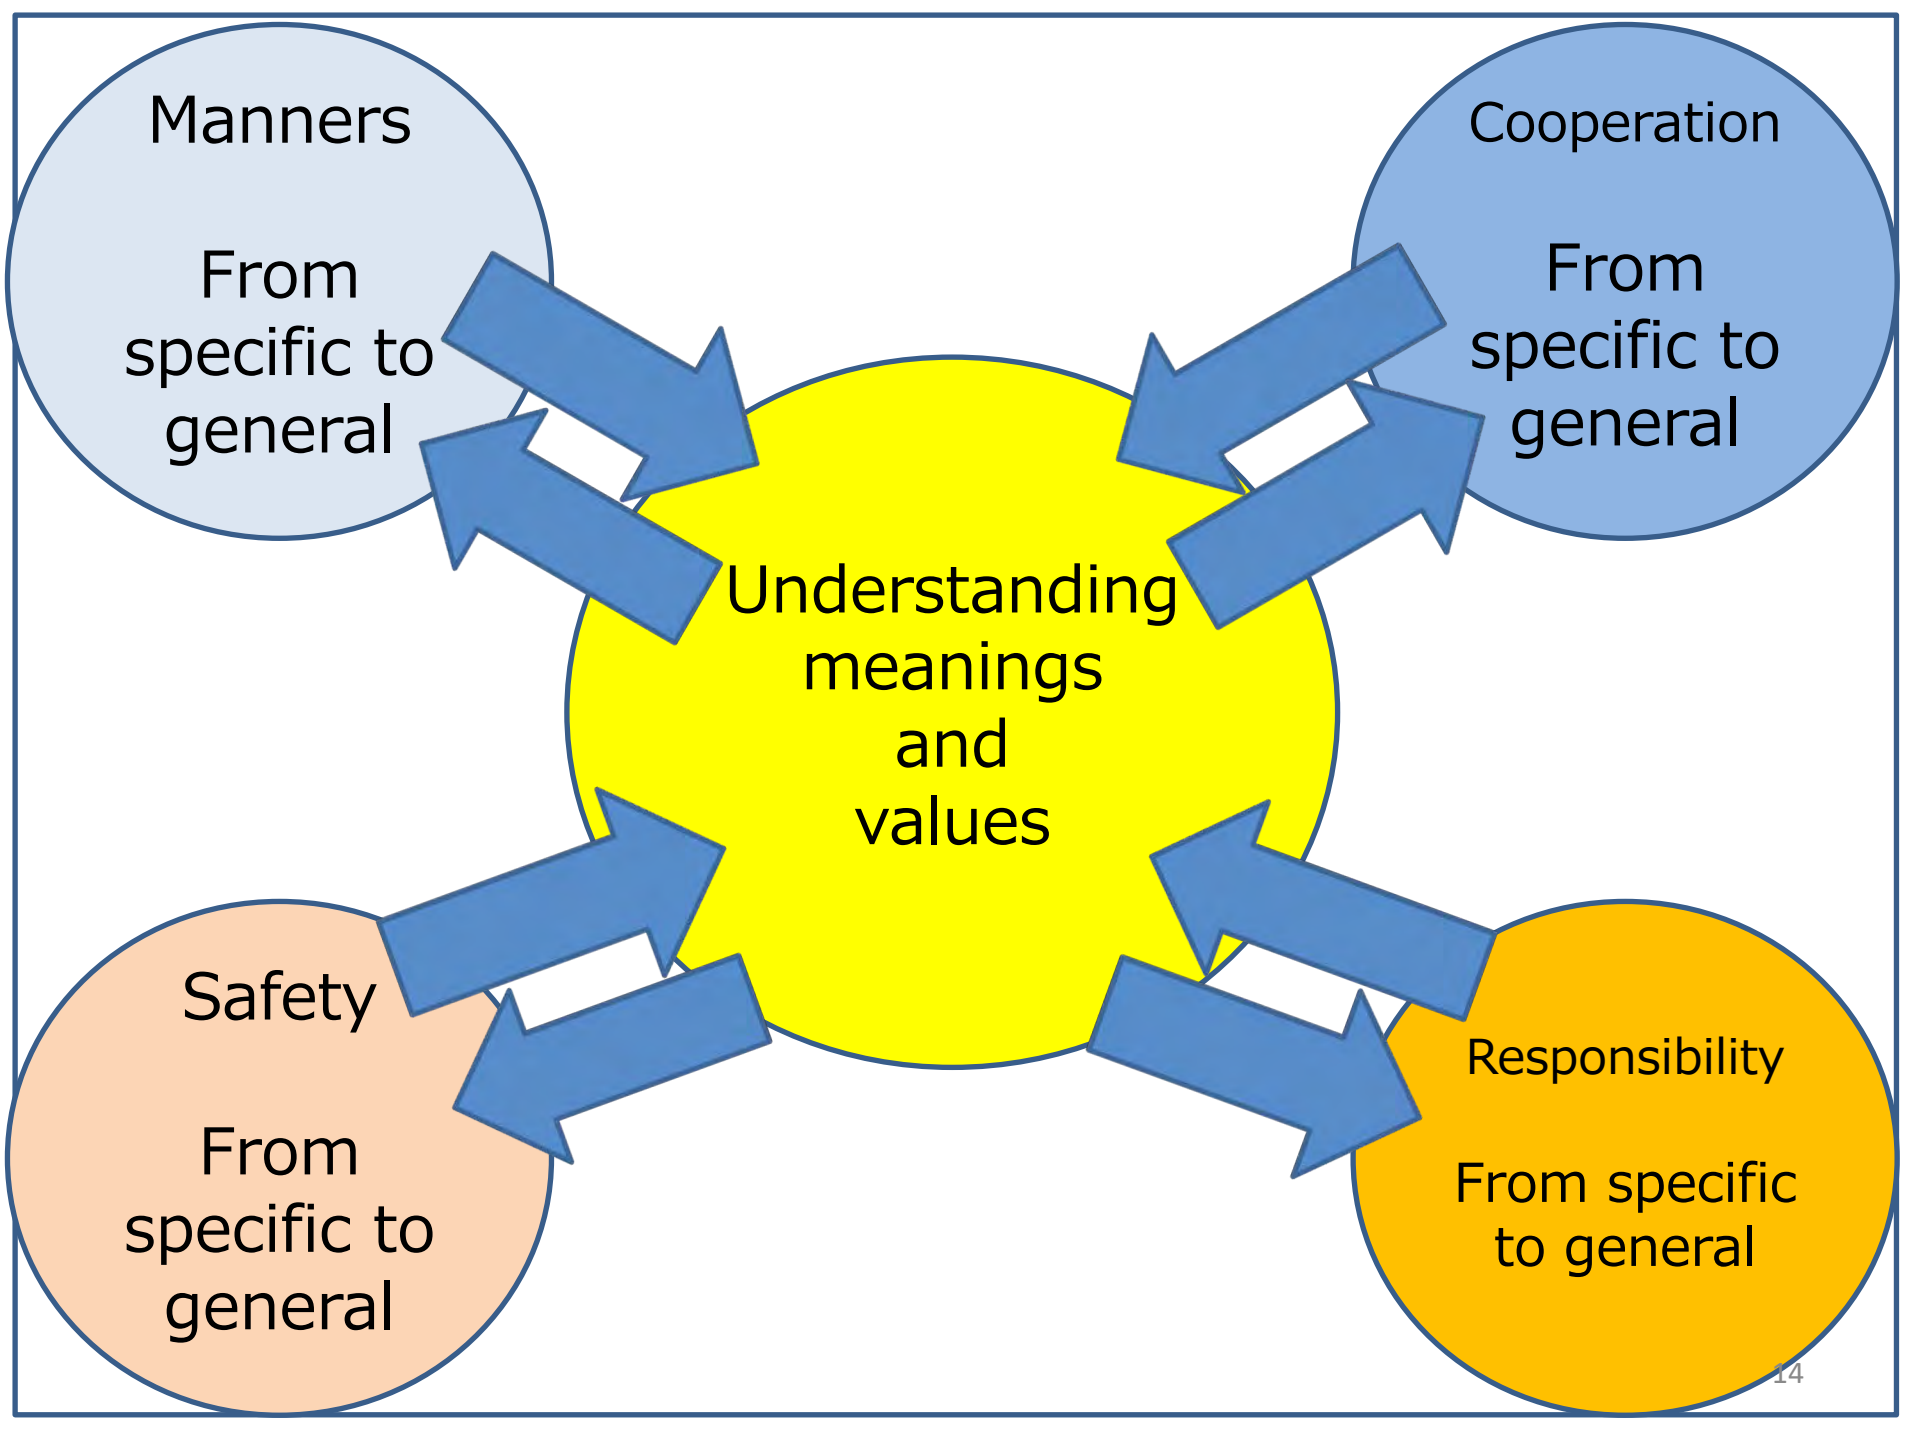 Manners
From
specific to
general
Cooperation
From
specific to
general
Understanding
meanings
and
values
Safety
From
specific to
general
Responsibility
From specific
to general
14